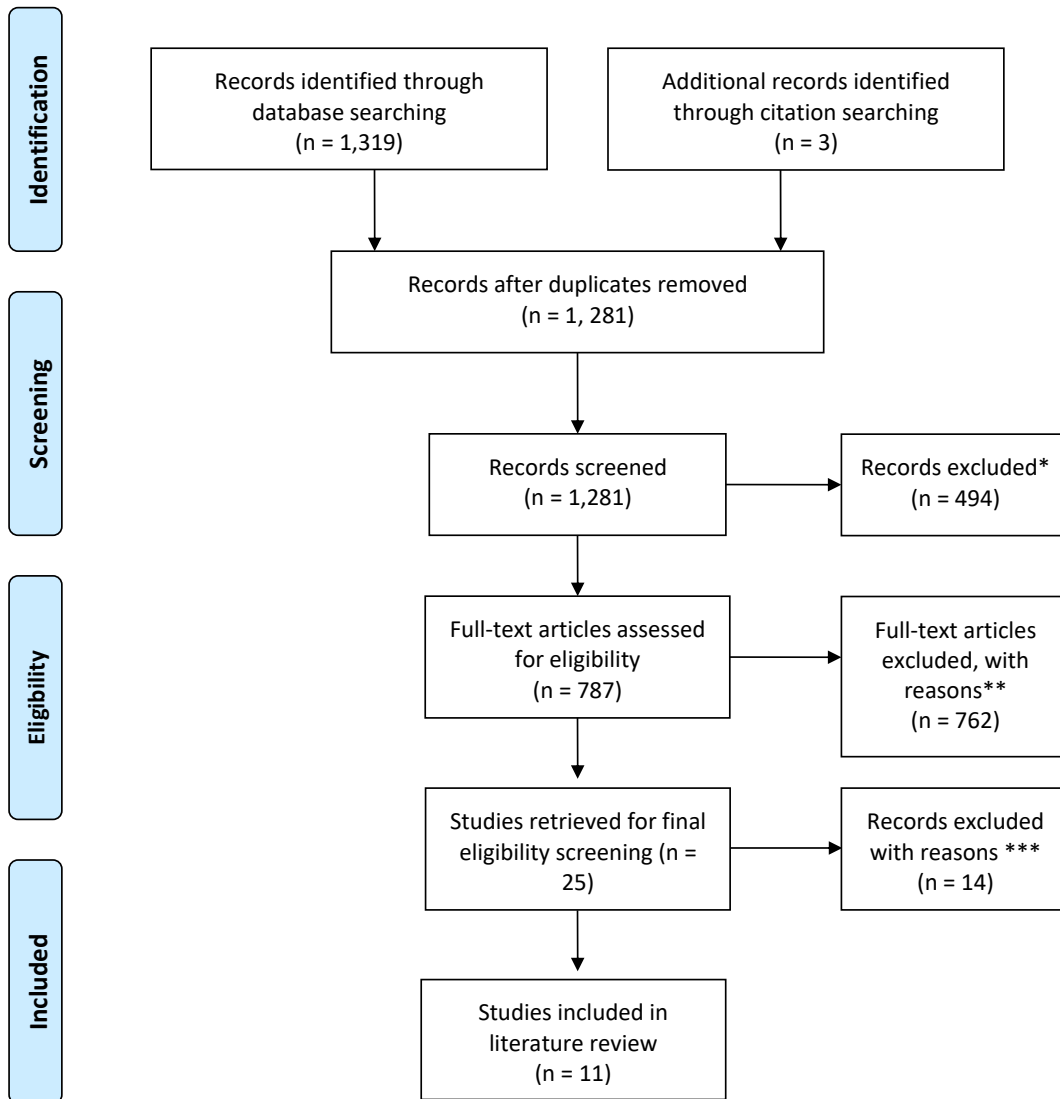 Identification
Records identified through
database searching
(n = 1,319)
Additional records identified
through citation searching
(n = 3)
Records after duplicates removed
(n = 1, 281)
Screening
Records screened
(n = 1,281)
Records excluded*
(n = 494)
Eligibility
Full-text articles assessed
for eligibility
(n = 787)
Full-text articles
excluded, with
reasons**
(n = 762)
Studies retrieved for final
eligibility screening (n =
25)
Records excluded
with reasons ***
(n = 14)
Included
Studies included in
literature review
(n = 11)